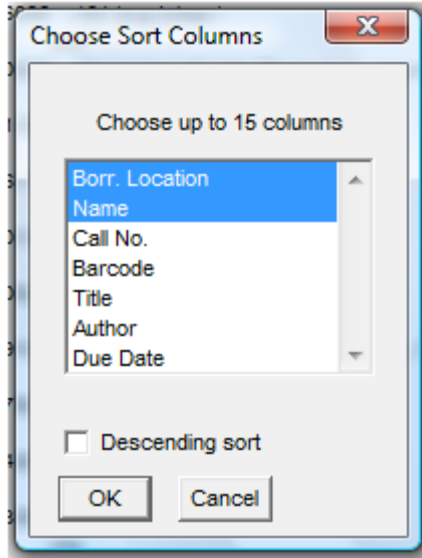 Choose Sort Columns
Choose up to 15 columns
Borr. Location
Name
Call No.
Barcode
Title
Author
Due Date
Descending sort
OK
Cancel